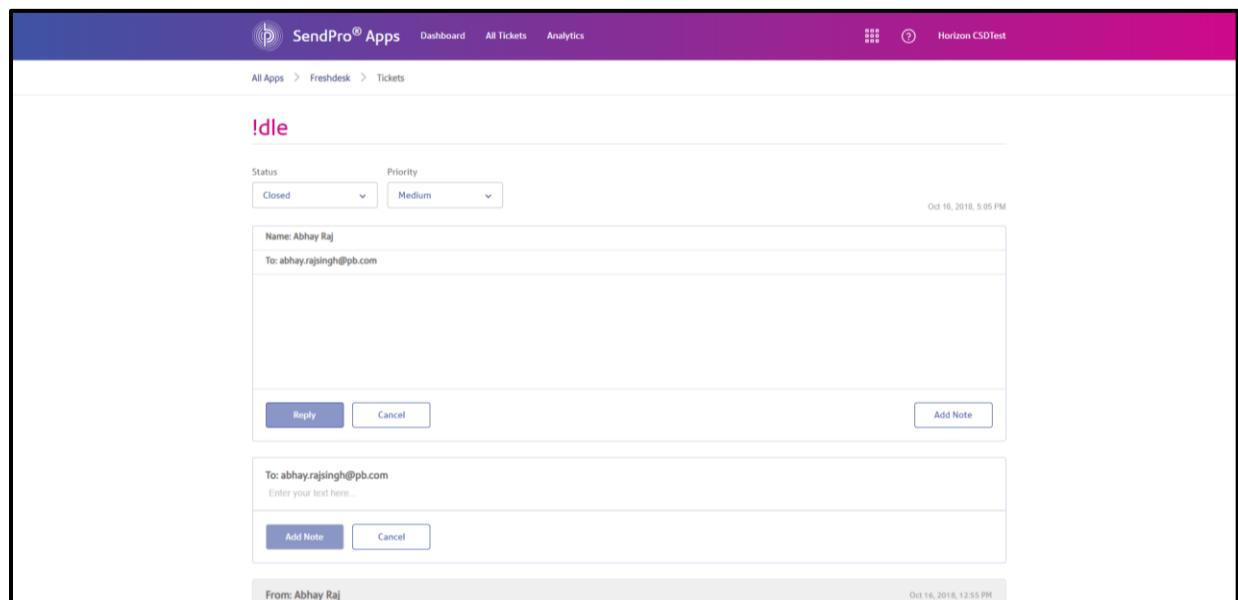 SendPro® Apps Dashboard All Tickets Analytics Horizon CSDTest
All Apps > Freshdesk > Tickets
!dle
Status Priority
Closed Medium
Oct 16, 2018, 5:05 PM
Name: Abhay Raj
To: abhay.rajsingh@pb.com
Reply Cancel Add Note
To: abhay.rajsingh@pb.com
Enter your text here...
Add Note Cancel
From: Abhay Raj Oct 16, 2018, 12:55 PM